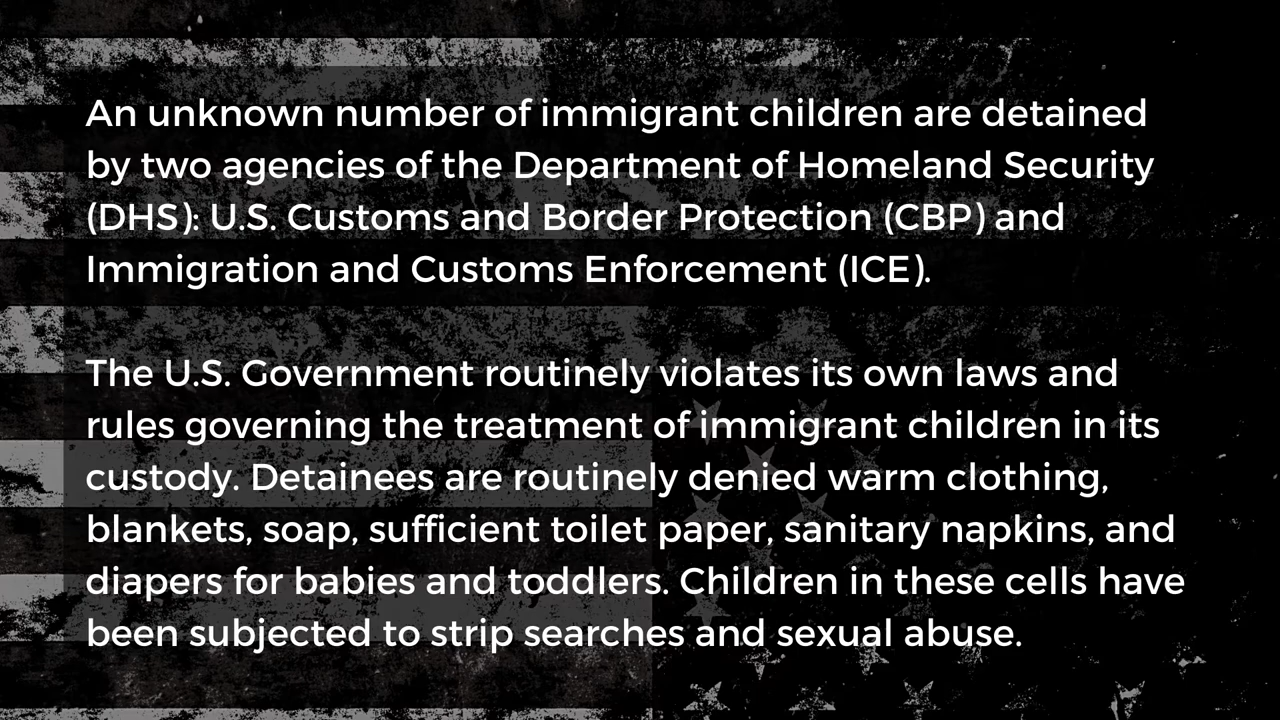 An unknown number of immigrant children are detained
by two agencies of the Department of Homeland Security
(DHS): U.S. Customs and Border Protection (CBP) and
Immigration and Customs Enforcement (ICE).
The U.S. Government routinely violates its own laws and
rules governing the treatment of immigrant children in its
custody. Detainees are routinely denied warm clothing,
blankets, soap, sufficient toilet paper, sanitary napkins, and
diapers for babies and toddlers. Children in these cells have
been subjected to strip searches and sexual abuse.